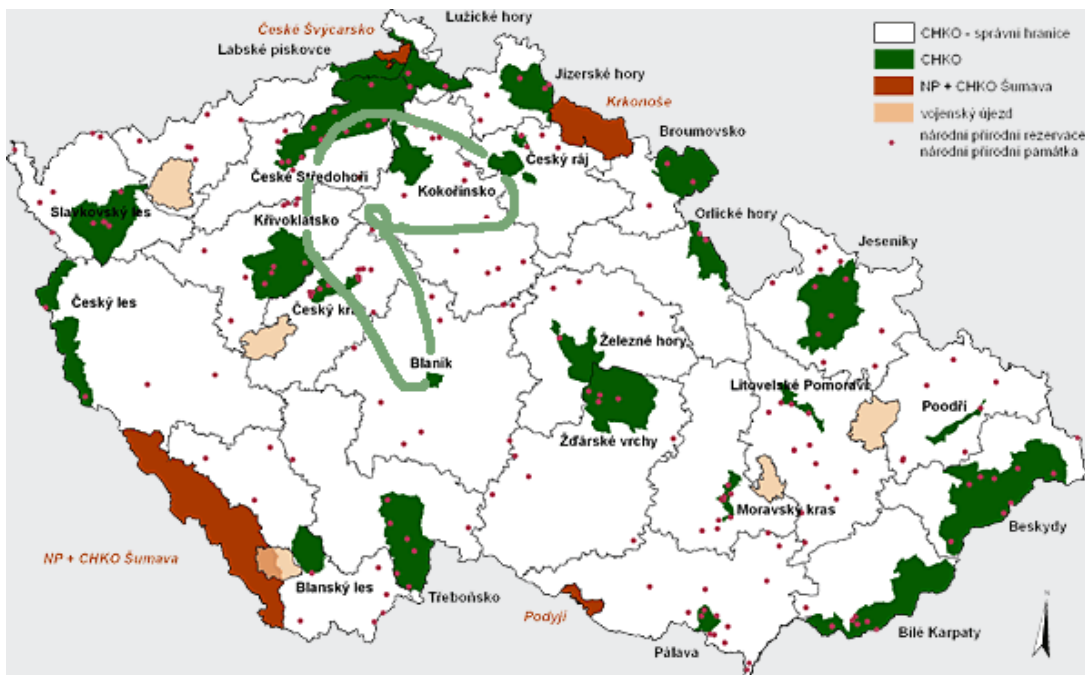 Lužické hory
České Švýcarsko
Labské pískovce
Jizerské hory
Krkonoše
Broumovsko
CHKO - správní hranice
CHKO
NP + CHKO Šumava
vojenský újezd
národní přírodní rezervace
národní přírodní památka
České Středohoří
Kokořínsko
Český ráj
Slavkovský les
Křivoklátsko
Orlické hory
Jeseníky
Český les
Český kr
Blaník
Železné hory
Litovelské Pomoraví
Poodří
Žďárské vrchy
Moravský kras
Beskydy
NP + CHKO Šumava
Blanský les
Třeboňsko
Podyjí
Pálava
Bílé Karpaty